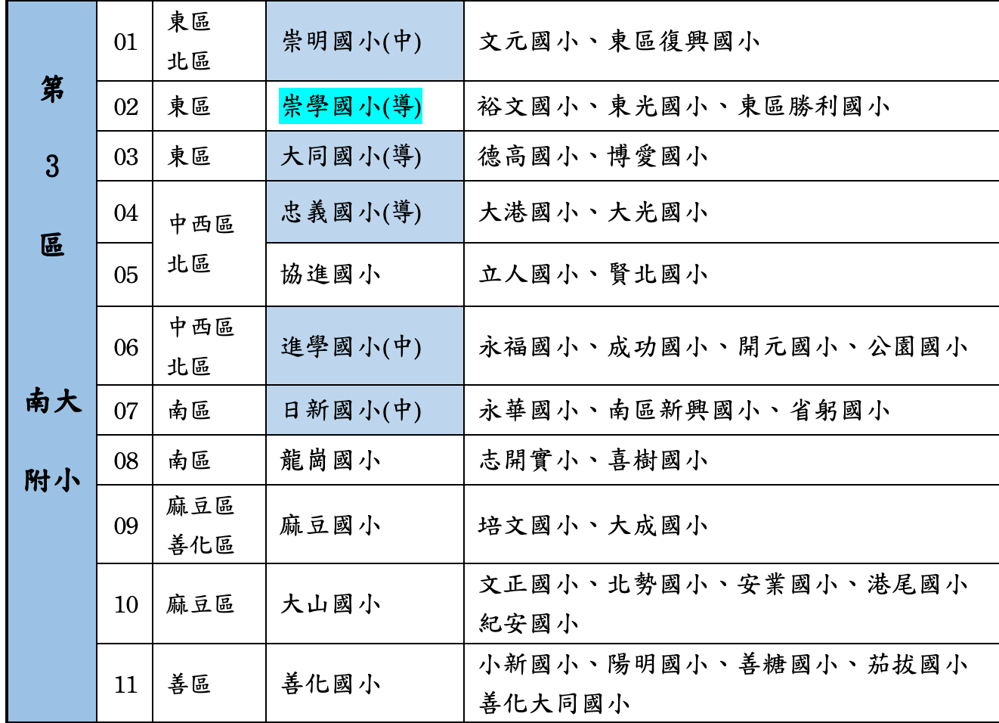 第
3
區
南大
附小
01
東區
北區
崇明國小(中)
文元國小、東區復興國小
02
東區
崇學國小(導)
裕文國小、東光國小、東區勝利國小
03
東區
大同國小(導)
德高國小、博愛國小
04
中西區
北區
忠義國小(導)
大港國小、大光國小
05
協進國小
立人國小、賢北國小
06
中西區
北區
進學國小(中)
永福國小、成功國小、開元國小、公園國小
07
南區
日新國小(中)
永華國小、南區新興國小、省躬國小
08
南區
龍崗國小
志開實小、喜樹國小
09
麻豆區
善化區
麻豆國小
培文國小、大成國小
10
麻豆區
大山國小
文正國小、北勢國小、安業國小、港尾國小
紀安國小
11
善區
善化國小
小新國小、陽明國小、善糖國小、茄拔國小
善化大同國小